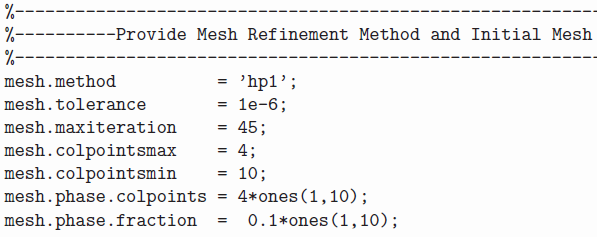 %-----------------------------------------------------------
%----------Provide Mesh Refinement Method and Initial Mesh
%-----------------------------------------------------------
mesh.method          = ’hp1’;
mesh.tolerance       = 1e-6;
mesh.maxiteration    = 45;
mesh.colpointsmax    = 4;
mesh.colpointsmin    = 10;
mesh.phase.colpoints = 4*ones(1,10);
mesh.phase.fraction  =  0.1*ones(1,10);